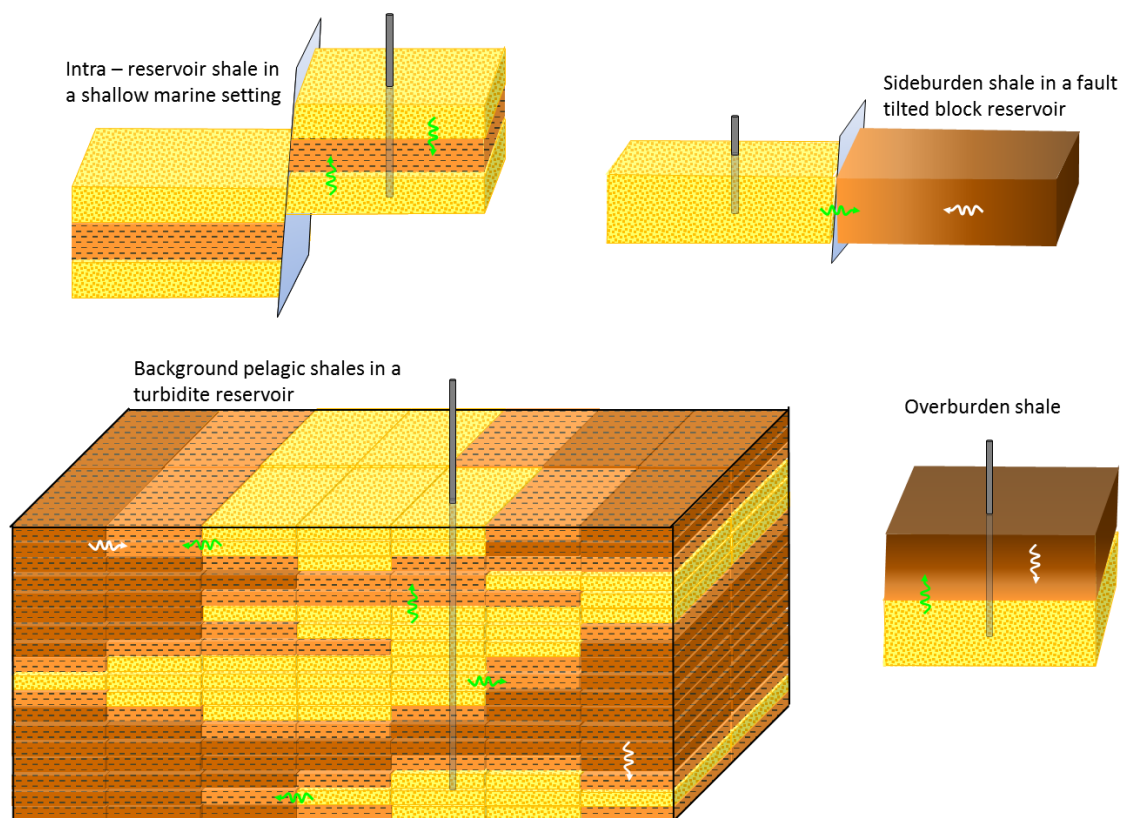 Intra – reservoir shale in
a shallow marine setting
Sideburden shale in a fault
tilted block reservoir
Background pelagic shales in a
turbidite reservoir
Overburden shale